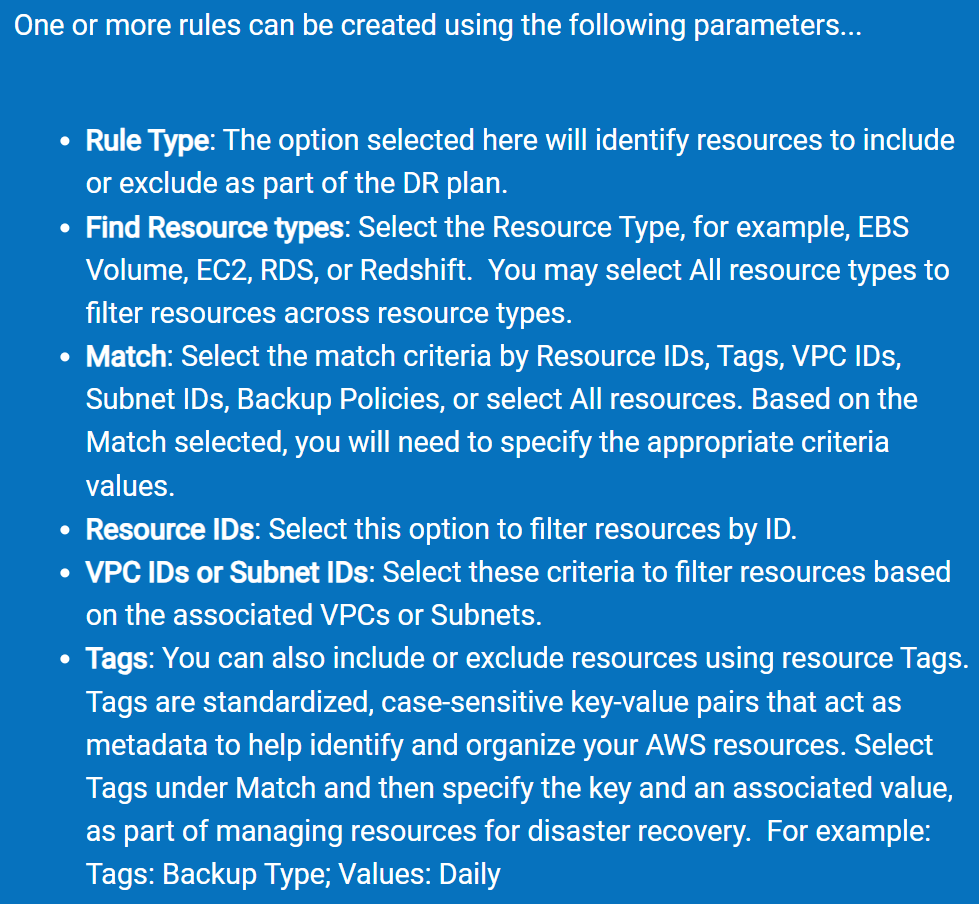 One or more rules can be created using the following parameters...
• Rule Type: The option selected here will identify resources to include
or exclude as part of the DR plan.
• Find Resource types: Select the Resource Type, for example, EBS
Volume, EC2, RDS, or Redshift.  You may select All resource types to
filter resources across resource types.
• Match: Select the match criteria by Resource IDs, Tags, VPC IDs,
Subnet IDs, Backup Policies, or select All resources. Based on the
Match selected, you will need to specify the appropriate criteria
values.
• Resource IDs: Select this option to filter resources by ID.
• VPC IDs or Subnet IDs: Select these criteria to filter resources based
on the associated VPCs or Subnets.
• Tags: You can also include or exclude resources using resource Tags.
Tags are standardized, case-sensitive key-value pairs that act as
metadata to help identify and organize your AWS resources. Select
Tags under Match and then specify the key and an associated value,
as part of managing resources for disaster recovery.  For example:
Tags: Backup Type; Values: Daily